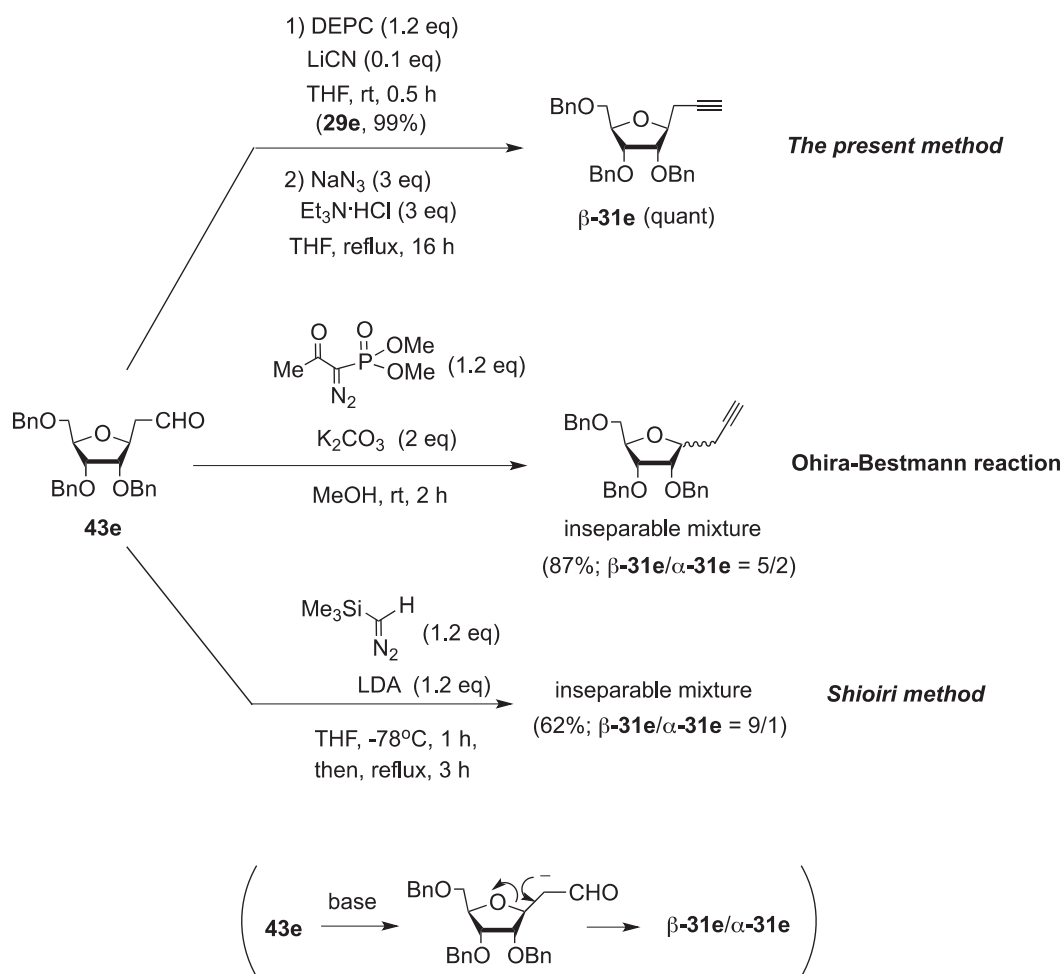 1) DEPC (1.2 eq)
LiCN (0.1 eq)
THF, rt, 0.5 h
(29e, 99%)
2) NaN3 (3 eq)
Et3N·HCl (3 eq)
THF, reflux, 16 h
BnO
O
BnO OBn
β-31e (quant)
The present method
O O
Me P OMe
OMe
N2
(1.2 eq)
K2CO3 (2 eq)
MeOH, rt, 2 h
BnO
O
BnO OBn
inseparable mixture
(87%; β-31e/α-31e = 5/2)
Ohira-Bestmann reaction
BnO
O
CHO
BnO OBn
43e
Me3Si H
N2
(1.2 eq)
LDA (1.2 eq)
THF, -78oC, 1 h,
then, reflux, 3 h
inseparable mixture
(62%; β-31e/α-31e = 9/1)
Shioiri method
43e
base
BnO
O
–
CHO
BnO OBn
β-31e/α-31e